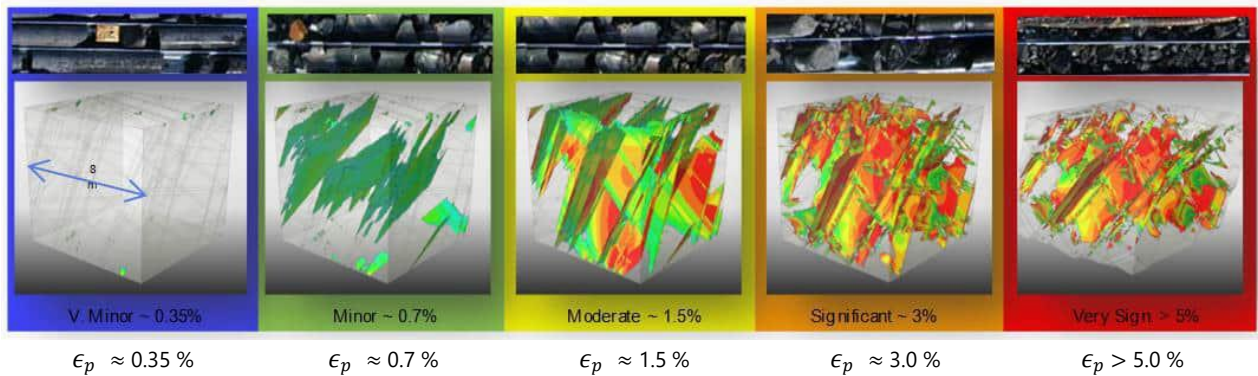 8
m
V. Minor ~ 0.35%
Minor ~ 0.7%
Moderate ~ 1.5%
Significant ~ 3%
Very Sign. > 5%
ϵp ≈ 0.35 %
ϵp ≈ 0.7 %
ϵp ≈ 1.5 %
ϵp ≈ 3.0 %
ϵp > 5.0 %